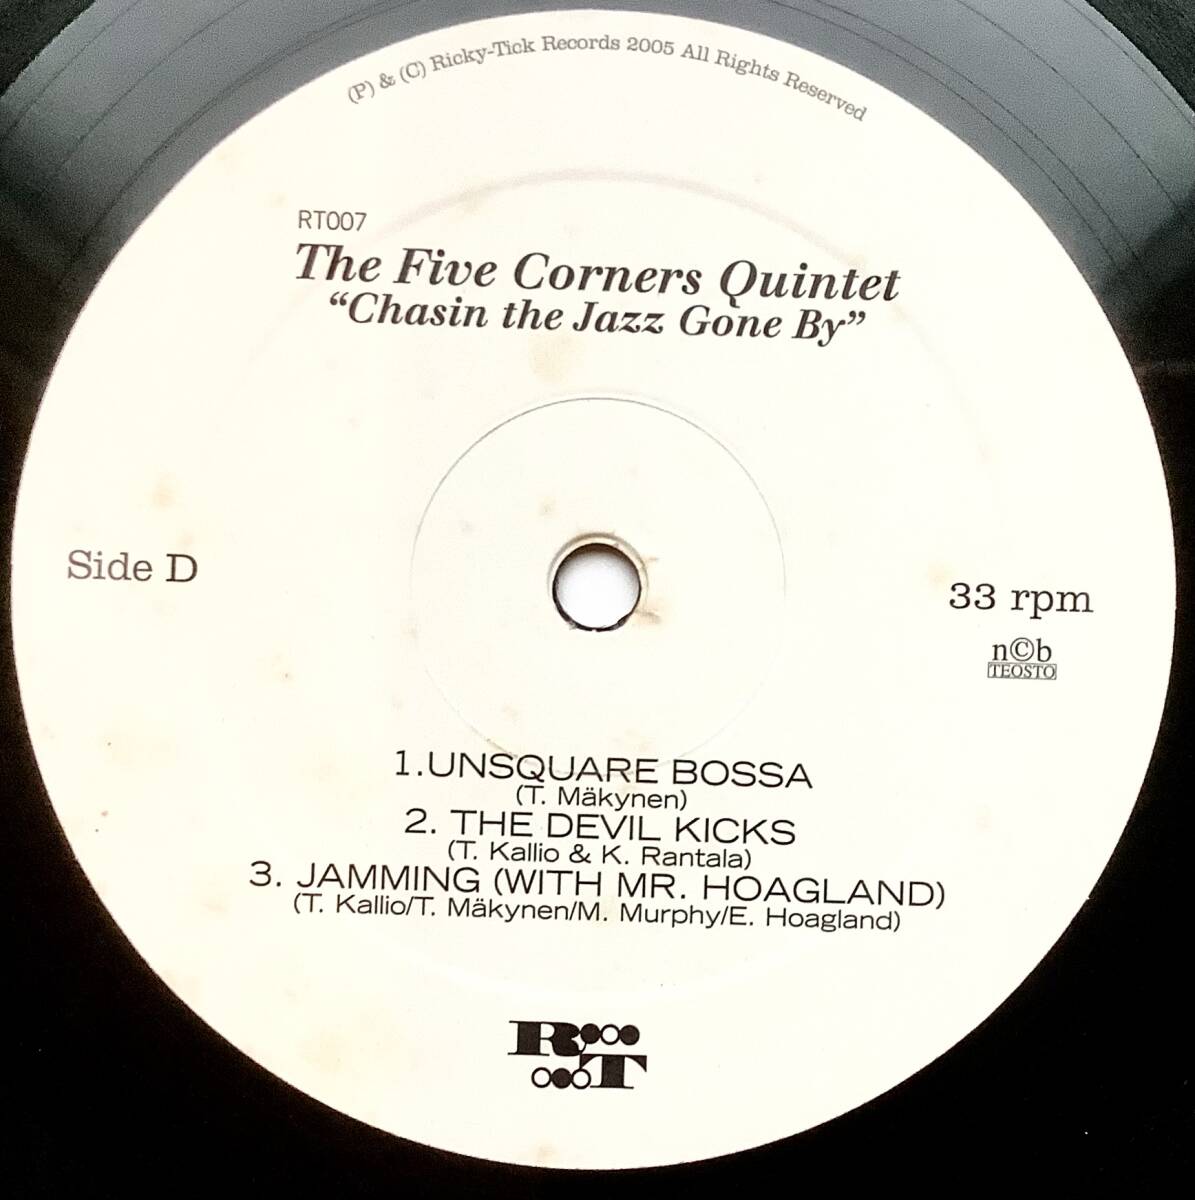 (P) & (C) Ricky-Tick Records 2005 All Rights Reserved
RT007
The Five Corners Quintet
“Chasin the Jazz Gone By”
Side D
33 rpm
n©b
TEOSTO
1.UNSQUARE BOSSA
(T. Mäkynen)
2. THE DEVIL KICKS
(T. Kallio & K. Rantala)
3. JAMMING (WITH MR. HOAGLAND)
(T. Kallio/T. Mäkynen/M. Murphy/E. Hoagland)
R
T